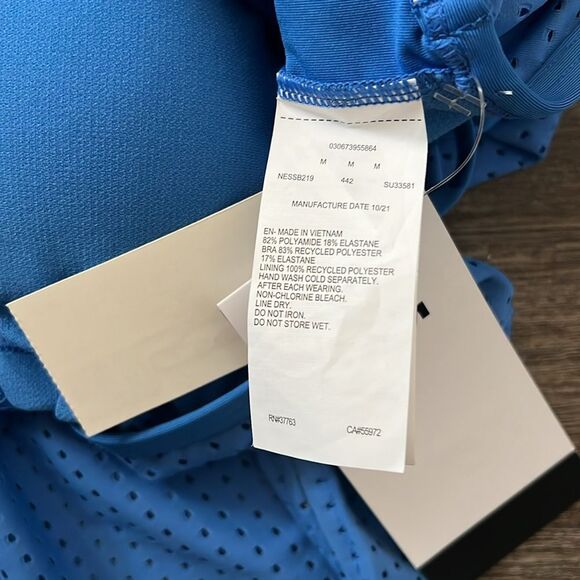 030673955864
M M M
NESSB219 442 SU33581
MANUFACTURE DATE 10/21
EN- MADE IN VIETNAM
82% POLYAMIDE 18% ELASTANE
BRA 83% RECYCLED POLYESTER
17% ELASTANE
LINING 100% RECYCLED POLYESTER
HAND WASH COLD SEPARATELY.
AFTER EACH WEARING.
NON-CHLORINE BLEACH.
LINE DRY.
DO NOT IRON.
DO NOT STORE WET.
RN#37763 CA#55972